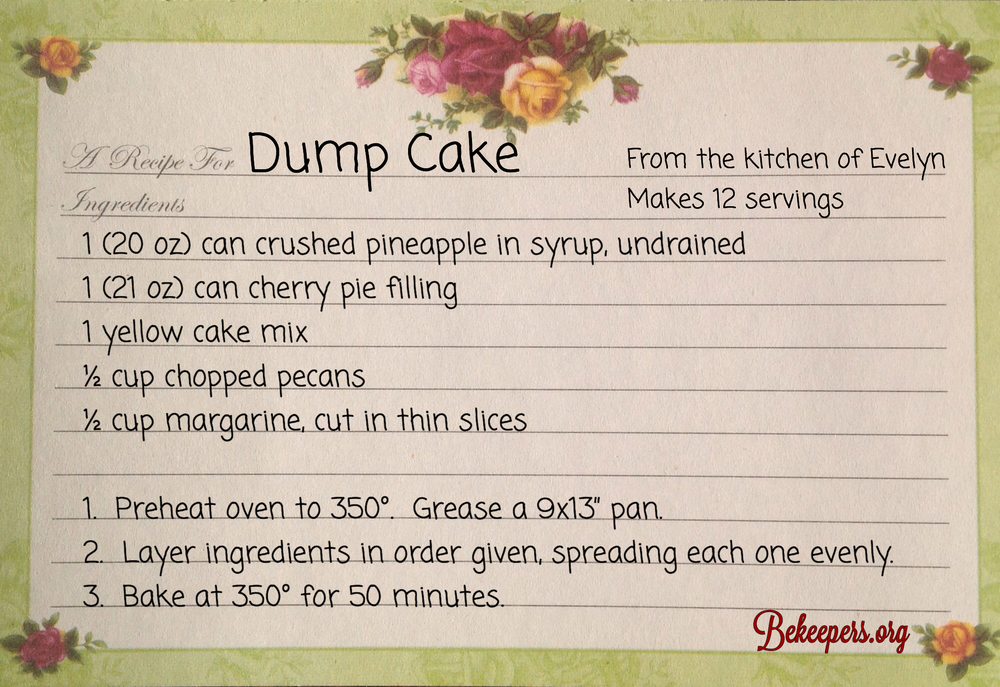 A Recipe For Dump Cake
From the kitchen of Evelyn
Ingredients
Makes 12 servings
1 (20 oz) can crushed pineapple in syrup, undrained
1 (21 oz) can cherry pie filling
1 yellow cake mix
½ cup chopped pecans
½ cup margarine, cut in thin slices
1. Preheat oven to 350°. Grease a 9x13" pan.
2. Layer ingredients in order given, spreading each one evenly.
3. Bake at 350° for 50 minutes.
Bekeepers.org